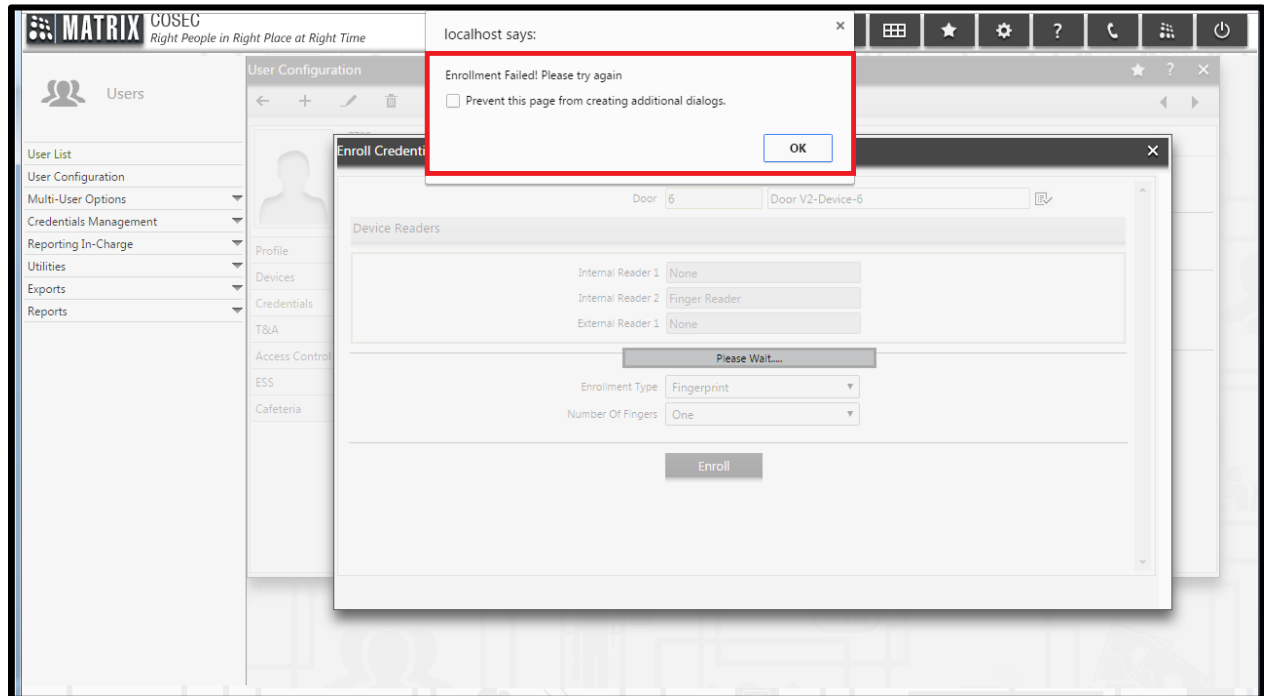 MATRIX COSEC
Right People in Right Place at Right Time
localhost says:
Enrollment Failed! Please try again
Prevent this page from creating additional dialogs.
OK
Users
User List
User Configuration
Multi-User Options
Credentials Management
Reporting In-Charge
Utilities
Exports
Reports
User Configuration
Profile
Devices
Credentials
T&A
Access Control
ESS
Cafeteria
Enroll Credenti
Door 6 Door V2-Device-6
Device Readers
Internal Reader 1 None
Internal Reader 2 Finger Reader
External Reader 1 None
Please Wait.....
Enrollment Type Fingerprint
Number Of Fingers One
Enroll